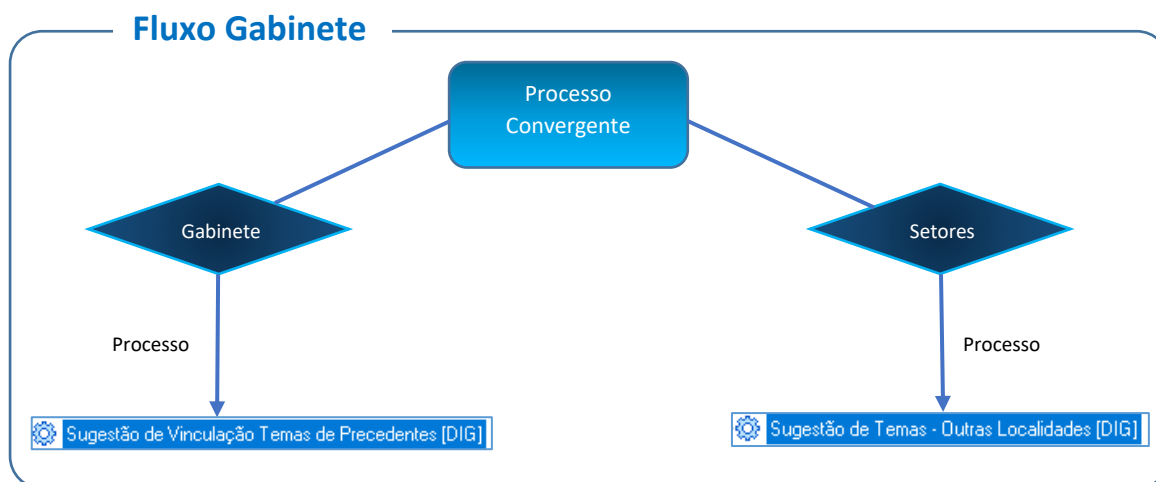 Fluxo Gabinete
Processo
Convergente
Gabinete
Setores
Processo
Processo
Sugestão de Vinculação Temas de Precedentes [DIG]
Sugestão de Temas - Outras Localidades [DIG]